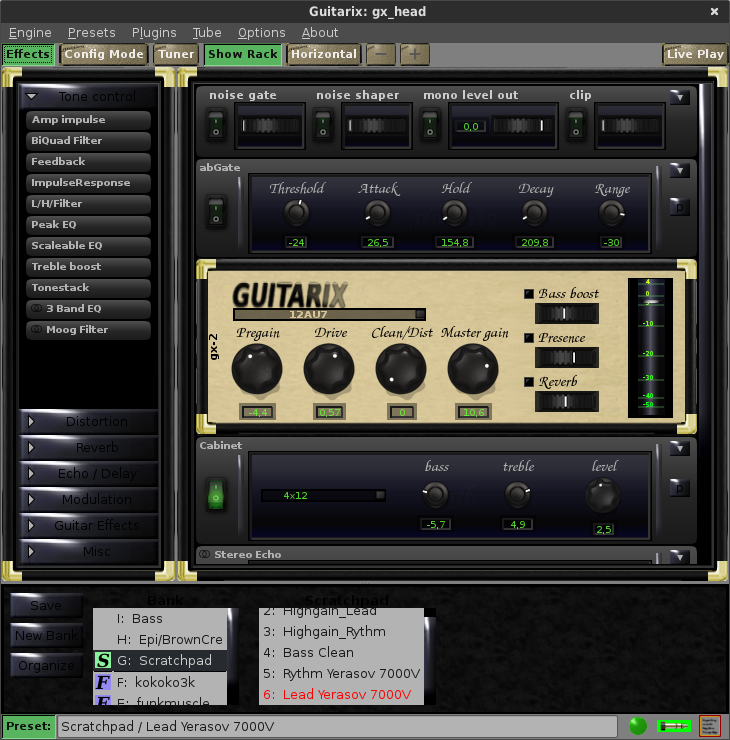 Guitarix: gx_head
Engine Presets Plugins Tube Options About
Effects Config Mode Tuner Show Rack Horizontal − + Live Play
Tone control
Amp impulse
BiQuad Filter
Feedback
ImpulseResponse
L/H/Filter
Peak EQ
Scaleable EQ
Treble boost
Tonestack
3 Band EQ
Moog Filter
Distortion
Reverb
Echo / Delay
Modulation
Guitar Effects
Misc
noise gate noise shaper mono level out clip
0,0
abGate
Threshold Attack Hold Decay Range
-24 26,5 154,8 209,8 -30
p
GUITARIX
12AU7
gx-2
Pregain Drive Clean/Dist Master gain
-4,4 0,57 0 10,6
Bass boost
Presence
Reverb
4
0
-10
-20
-30
-40
-50
Cabinet
4x12
bass treble level
-5,7 4,9 2,5
p
Stereo Echo
Save
New Bank
Organize
Bank
I: Bass
H: Epi/BrownCre
S G: Scratchpad
F F: kokoko3k
F E: funkmuscle
Scratchpad
2: Highgain_Lead
3: Highgain_Rythm
4: Bass Clean
5: Rythm Yerasov 7000V
6: Lead Yerasov 7000V
Preset: Scratchpad / Lead Yerasov 7000V